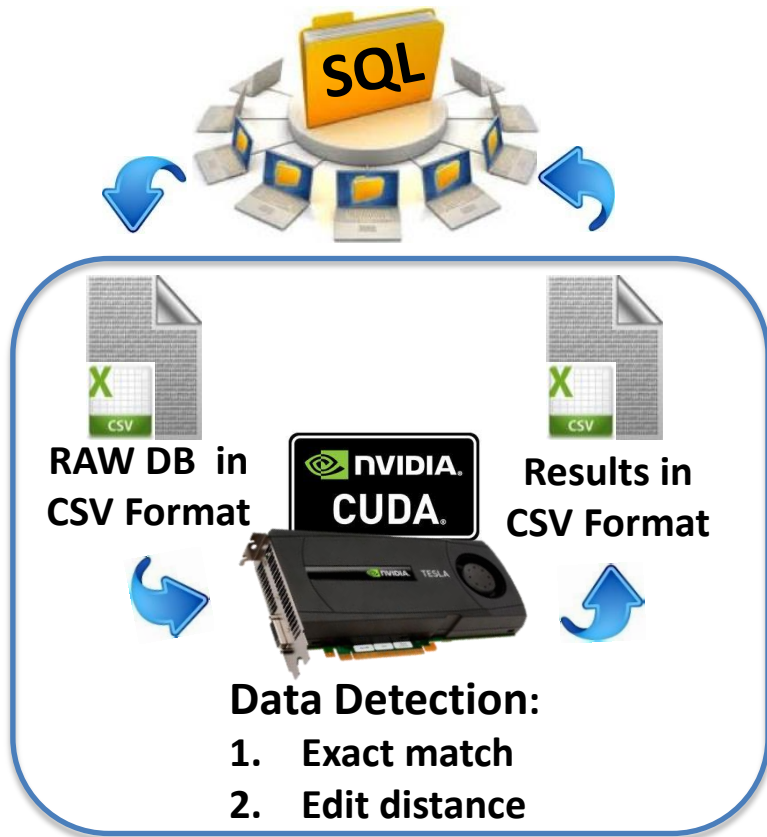 SQL
X
CSV
RAW DB in
CSV Format
X
CSV
Results in
CSV Format
NVIDIA.
CUDA.
NVIDIA. TESLA
Data Detection:
1. Exact match
2. Edit distance